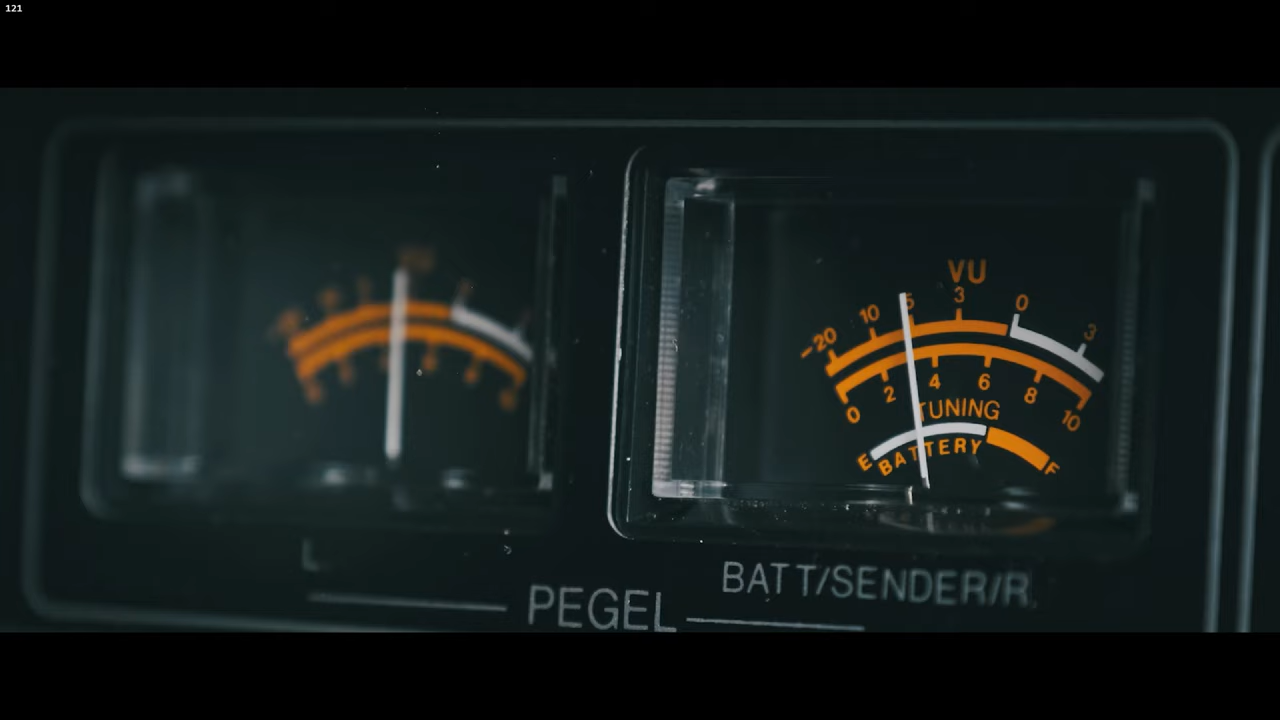 121
VU
-20 10 5 3 0 3
0 2 4 6 8 10
TUNING
E BATTERY F
L
BATT/SENDER/R
PEGEL